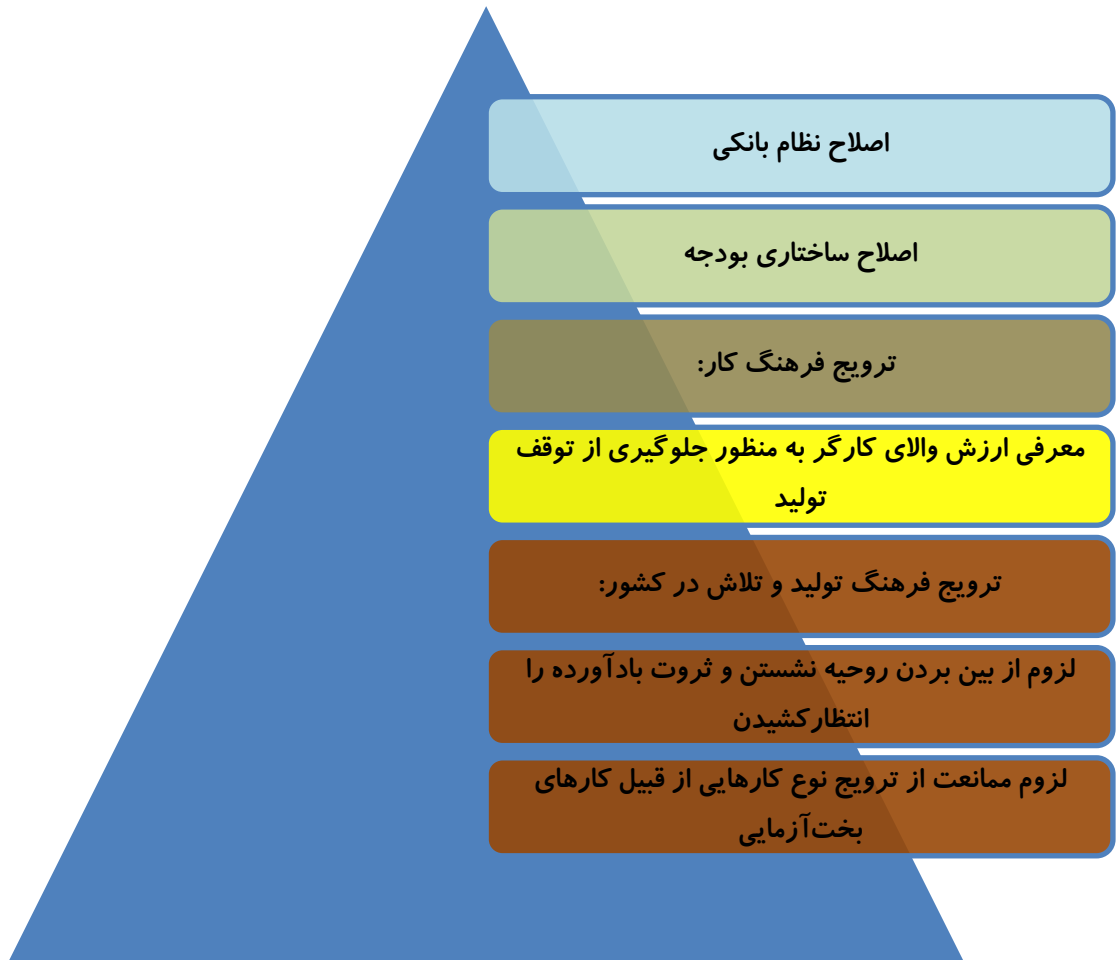 اصلاح نظام بانکی
اصلاح ساختاری بودجه
ترویج فرهنگ کار:
معرفی ارزش والای کارگر به منظور جلوگیری از توقف
تولید
ترویج فرهنگ تولید و تلاش در کشور:
لزوم از بین بردن روحیه نشستن و ثروت بادآورده را
انتظارکشیدن
لزوم ممانعت از ترویج نوع کارهایی از قبیل کارهای
بخت‌آزمایی